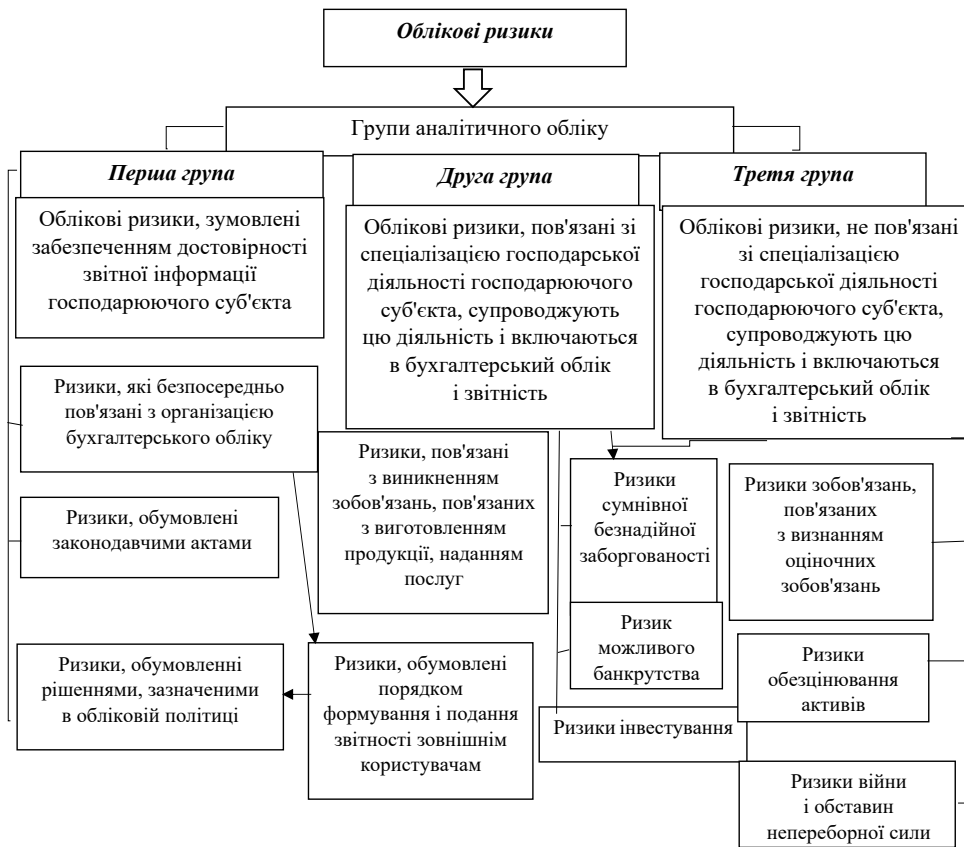 Облікові ризики
Групи аналітичного обліку
Перша група
Облікові ризики, зумовлені
забезпеченням достовірності
звітної інформації
господарюючого суб'єкта
Друга група
Облікові ризики, пов'язані зі
спеціалізацією господарської
діяльності господарюючого
суб'єкта, супроводжують
цю діяльність і включаються
в бухгалтерський облік
і звітність
Третя група
Облікові ризики, не пов'язані
зі спеціалізацією
господарської діяльності
господарюючого суб'єкта,
супроводжують цю
діяльність і включаються
в бухгалтерський облік
і звітність
Ризики, які безпосередньо
пов'язані з організацією
бухгалтерського обліку
Ризики, обумовлені
законодавчими актами
Ризики, обумовленні
рішеннями, зазначеними
в обліковій політиці
Ризики, пов'язані
з виникненням
зобов'язань, пов'язаних
з виготовленням
продукції, наданням
послуг
Ризики, обумовлені
порядком
формування і подання
звітності зовнішнім
користувачам
Ризики
сумнівної
безнадійної
заборгованості
Ризик
можливого
банкрутства
Ризики інвестування
Ризики зобов'язань,
пов'язаних
з визнанням
оціночних
зобов'язань
Ризики
обезцінювання
активів
Ризики війни
і обставин
непереборної сили